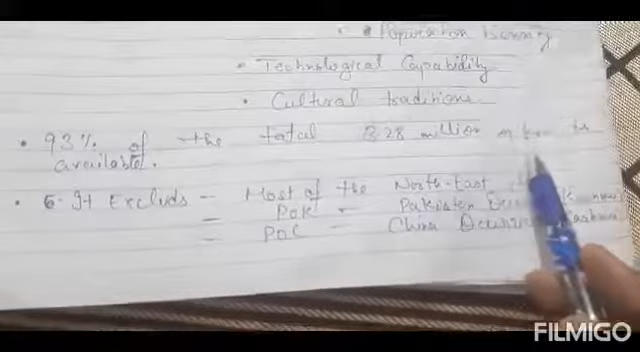 • Population Density
• Technological Capability
• Cultural traditions
• 93% of the total 3.28 million
available.
• 6. It Excluds - Most of the North-East
- POK - Pakistan
- POC - China
FILMIGO